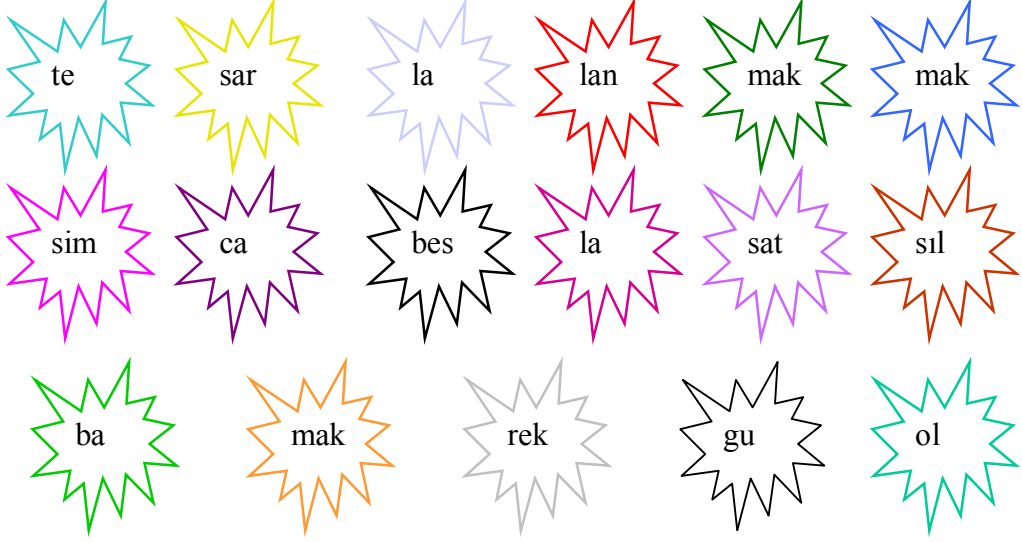 te sar la lan mak mak
sim ca bes la sat sıl
ba mak rek gu ol